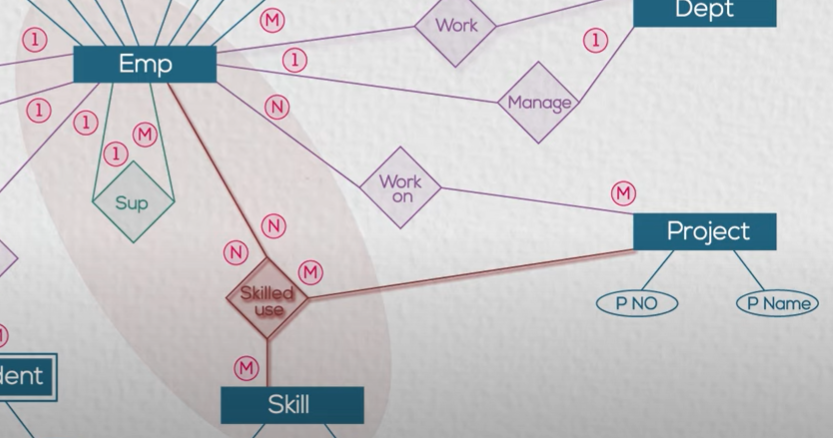 Dept
M
Work
1
1
Emp
1
Manage
1
N
1
M
1
Work
on
M
Sup
N
Project
N
M
Skilled
use
P NO
P Name
M
dent
M
Skill